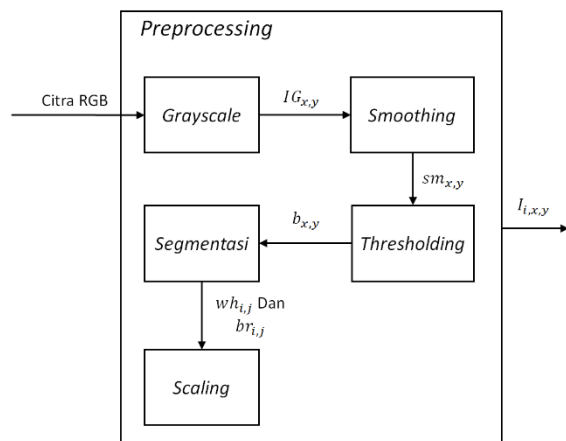 Preprocessing
Citra RGB
Grayscale
IG_{x,y}
Smoothing
sm_{x,y}
I_{i,x,y}
Segmentasi
b_{x,y}
Thresholding
wh_{i,j} Dan
br_{i,j}
Scaling